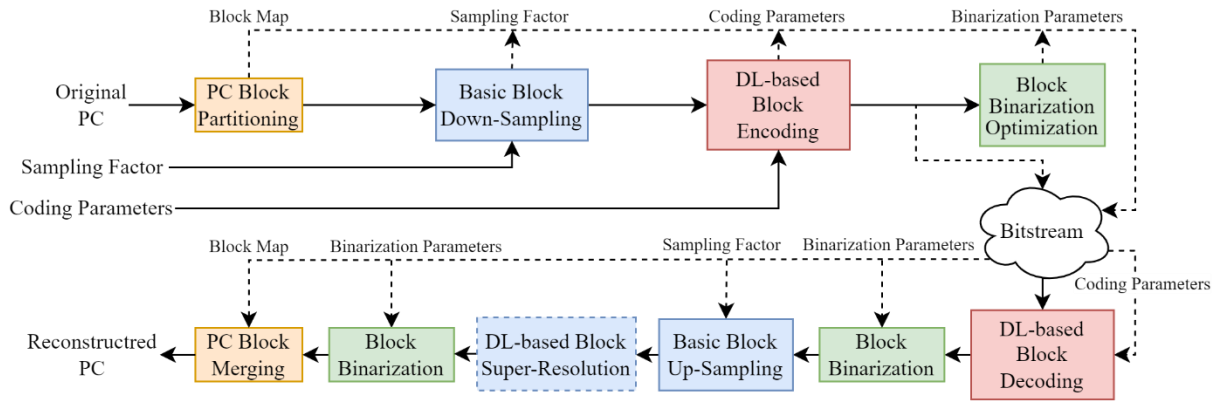 Block Map
Sampling Factor
Coding Parameters
Binarization Parameters
Original
PC
PC Block
Partitioning
Basic Block
Down-Sampling
DL-based
Block
Encoding
Block
Binarization
Optimization
Sampling Factor
Coding Parameters
Bitstream
Block Map
Binarization Parameters
Sampling Factor
Binarization Parameters
Coding Parameters
Reconstructred
PC
PC Block
Merging
Block
Binarization
DL-based Block
Super-Resolution
Basic Block
Up-Sampling
Block
Binarization
DL-based
Block
Decoding